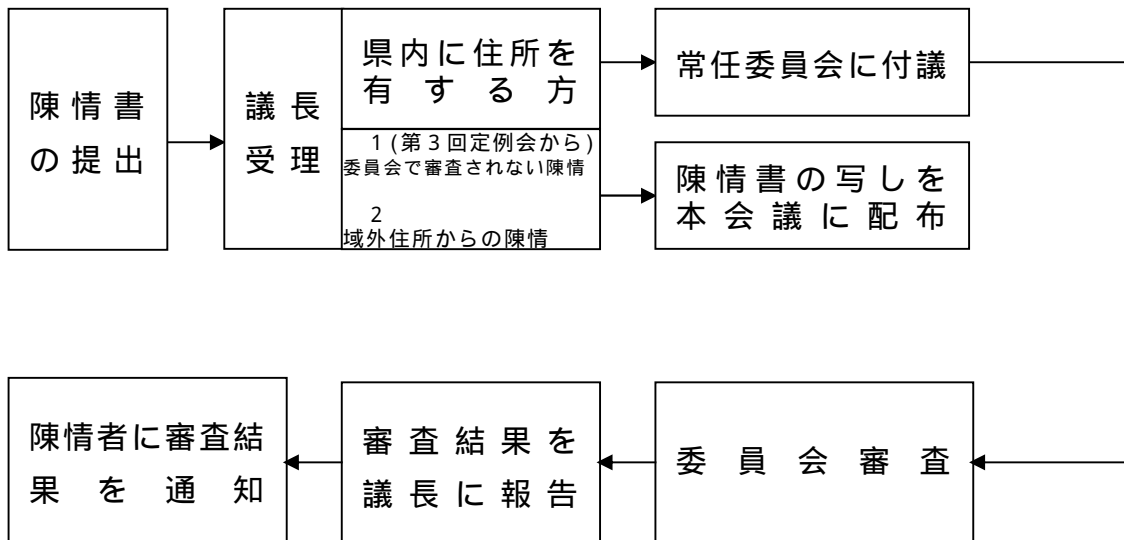 陳情書
の提出
議長
受理
県内に住所を
有する方
1(第3回定例会から)
委員会で審査されない陳情
2
域外住所からの陳情
常任委員会に付議
陳情書の写しを
本会議に配布
陳情者に審査結
果を通知
審査結果を
議長に報告
委員会審査